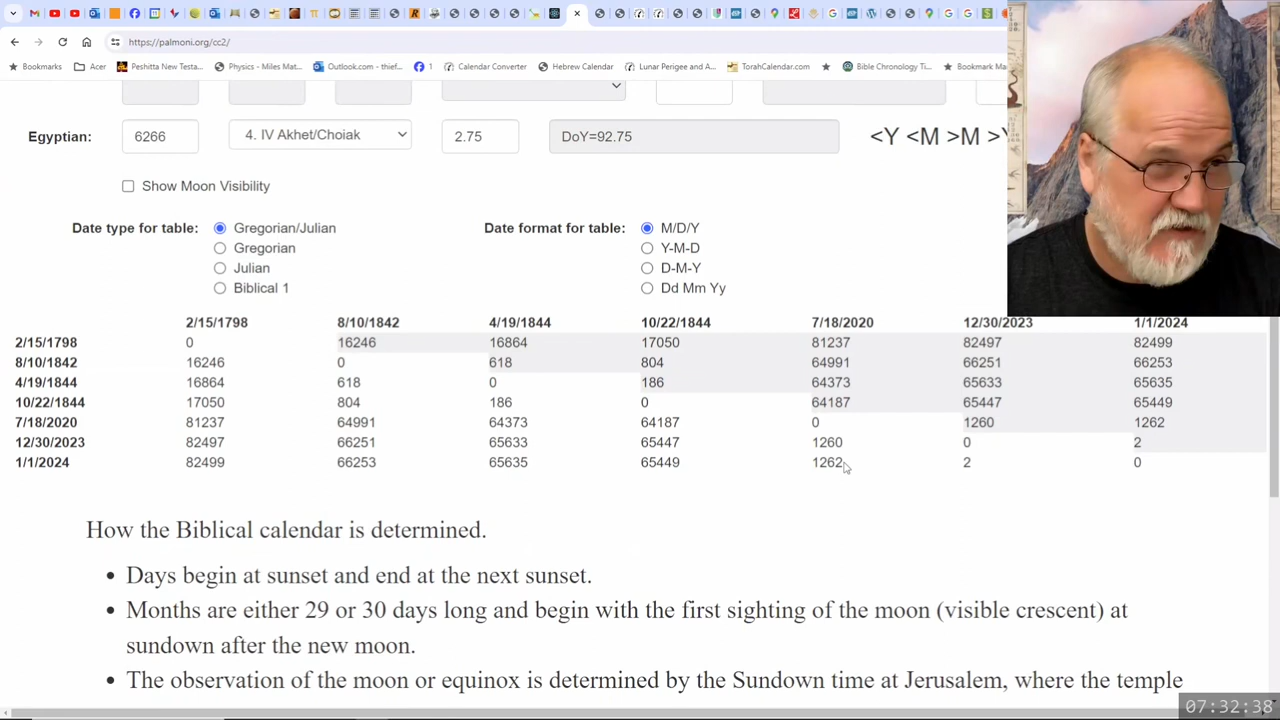 https://palmoni.org/cc2/
Bookmarks Acer Peshitta New Testa... Physics - Miles Mat... Outlook.com - thief... 1 Calendar Converter Hebrew Calendar Lunar Perigee and A... TorahCalendar.com Bible Chronology Ti... Bookmark Ma
Egyptian: 6266 4. IV Akhet/Choiak 2.75 DoY=92.75 <Y <M >M >Y
Show Moon Visibility
Date type for table: Gregorian/Julian Date format for table: M/D/Y
Gregorian Y-M-D
Julian D-M-Y
Biblical 1 Dd Mm Yy
2/15/1798 8/10/1842 4/19/1844 10/22/1844 7/18/2020 12/30/2023 1/1/2024
2/15/1798 0 16246 16864 17050 81237 82497 82499
8/10/1842 16246 0 618 804 64991 66251 66253
4/19/1844 16864 618 0 186 64373 65633 65635
10/22/1844 17050 804 186 0 64187 65447 65449
7/18/2020 81237 64991 64373 64187 0 1260 1262
12/30/2023 82497 66251 65633 65447 1260 0 2
1/1/2024 82499 66253 65635 65449 1262 2 0
How the Biblical calendar is determined.
• Days begin at sunset and end at the next sunset.
• Months are either 29 or 30 days long and begin with the first sighting of the moon (visible crescent) at
sundown after the new moon.
• The observation of the moon or equinox is determined by the Sundown time at Jerusalem, where the temple
07:32:38